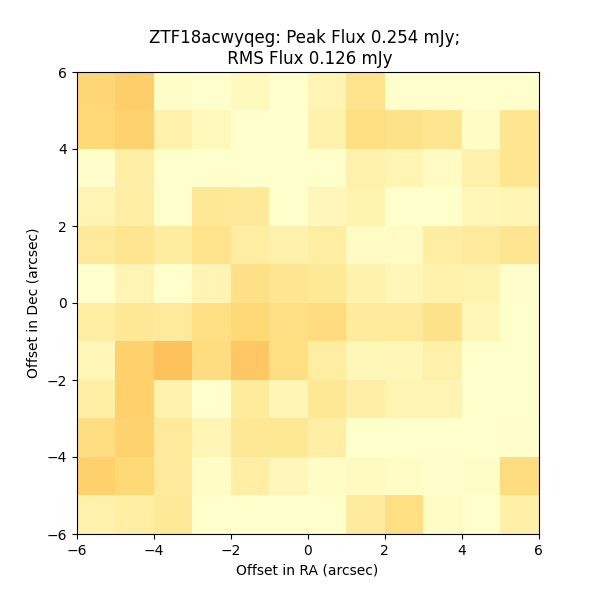 ZTF18acwyqeg: Peak Flux 0.254 mJy;
RMS Flux 0.126 mJy
6
4
2
0
−2
−4
−6
Offset in Dec (arcsec)
−6 −4 −2 0 2 4 6
Offset in RA (arcsec)